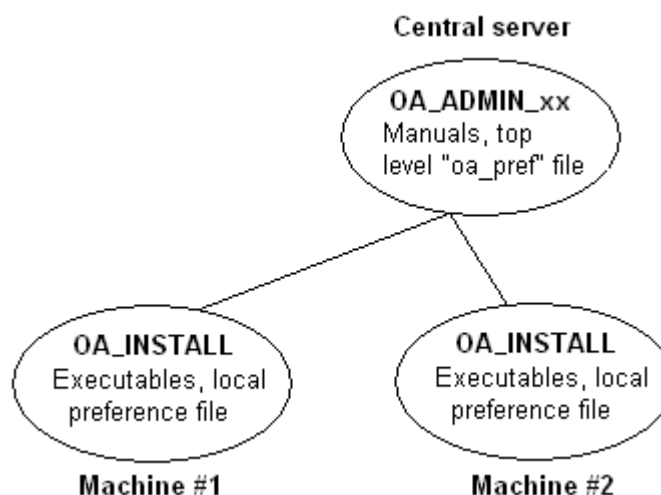 Central server
OA_ADMIN_xx
Manuals, top
level "oa_pref" file
OA_INSTALL
Executables, local
preference file
Machine #1
OA_INSTALL
Executables, local
preference file
Machine #2